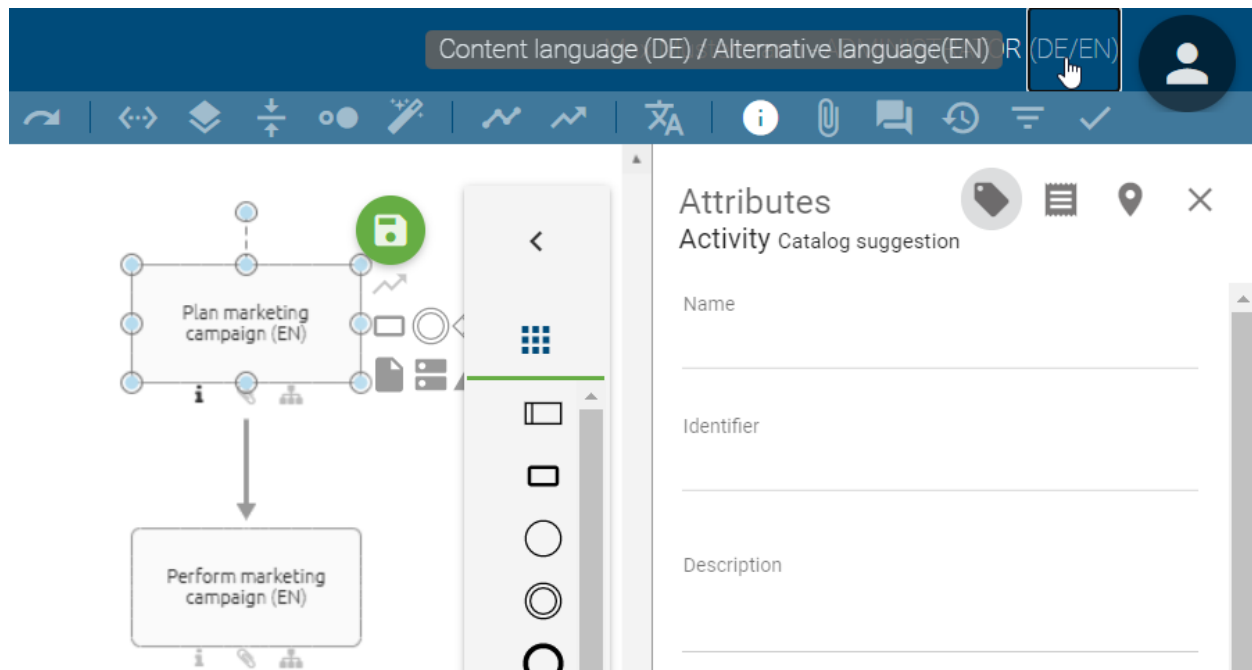 Content language (DE) / Alternative language(EN) R (DE/EN)
Attributes
Activity Catalog suggestion
Name
Identifier
Description
Plan marketing
campaign (EN)
Perform marketing
campaign (EN)